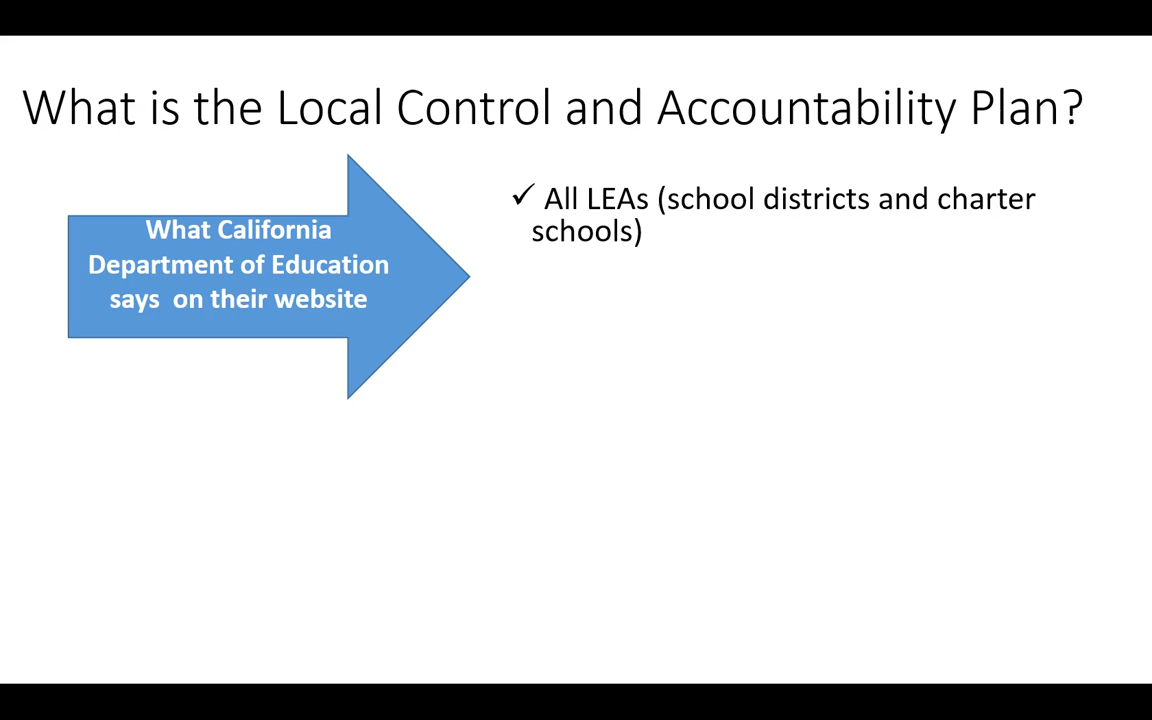 What is the Local Control and Accountability Plan?
What California
Department of Education
says  on their website
✓ All LEAs (school districts and charter
schools)